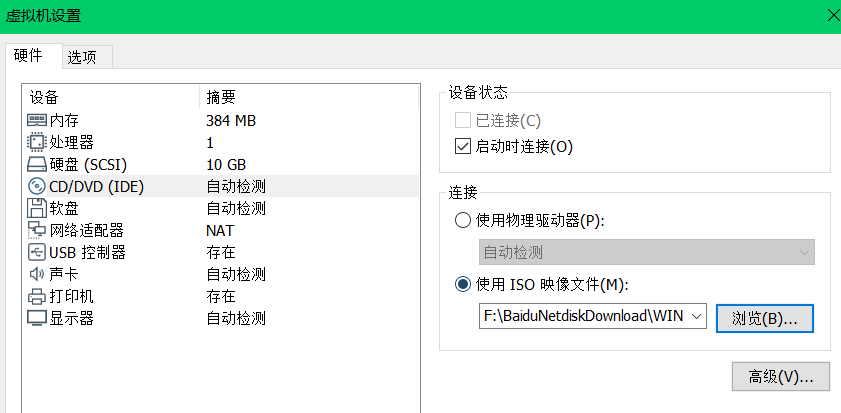 虚拟机设置
硬件 选项
设备 摘要
内存 384 MB
处理器 1
硬盘 (SCSI) 10 GB
CD/DVD (IDE) 自动检测
软盘 自动检测
网络适配器 NAT
USB 控制器 存在
声卡 自动检测
打印机 存在
显示器 自动检测
设备状态
已连接(C)
启动时连接(O)
连接
使用物理驱动器(P):
自动检测
使用 ISO 映像文件(M):
F:\BaiduNetdiskDownload\WIN 浏览(B)...
高级(V)...